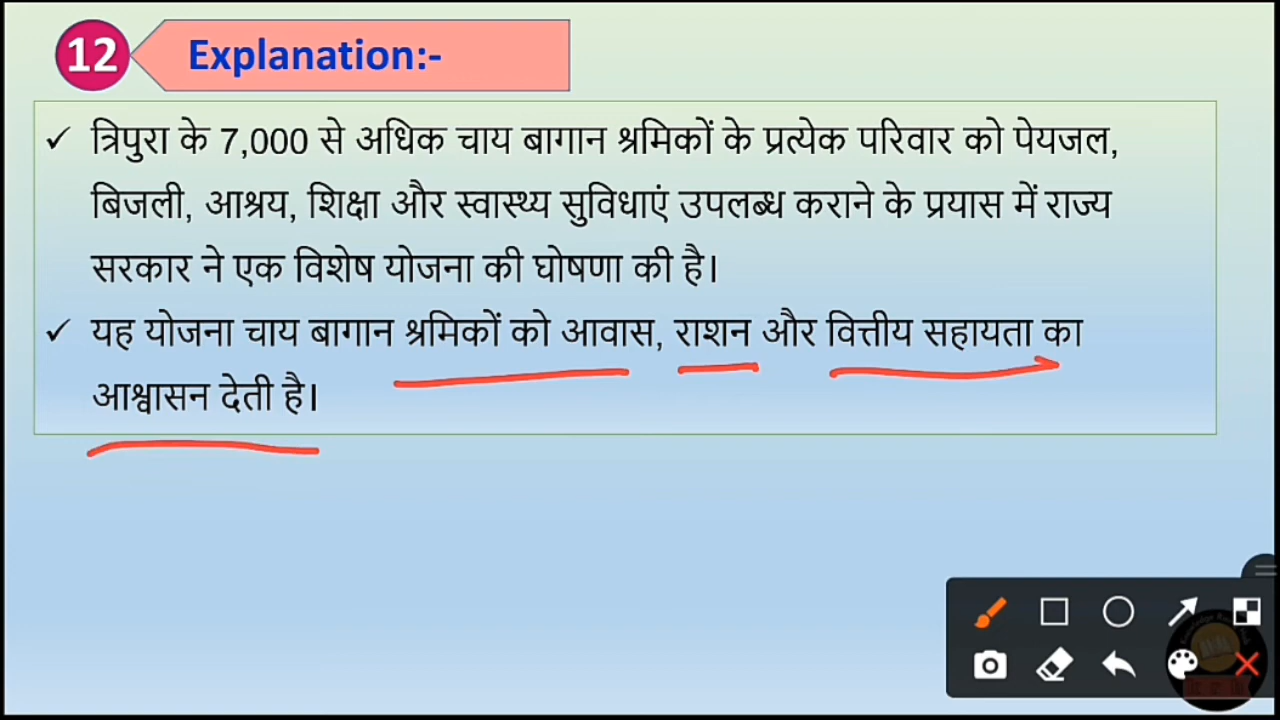 12
Explanation:-
✓ त्रिपुरा के 7,000 से अधिक चाय बागान श्रमिकों के प्रत्येक परिवार को पेयजल,
बिजली, आश्रय, शिक्षा और स्वास्थ्य सुविधाएं उपलब्ध कराने के प्रयास में राज्य
सरकार ने एक विशेष योजना की घोषणा की है।
✓ यह योजना चाय बागान श्रमिकों को आवास, राशन और वित्तीय सहायता का
आश्वासन देती है।